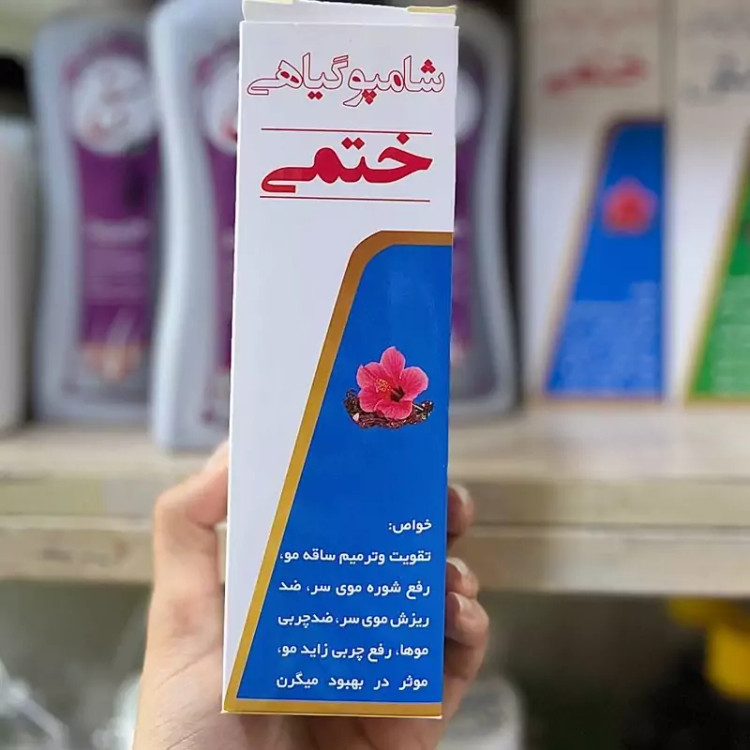 شامپو گیاهی
ختمی
خواص:
تقویت وترمیم ساقه مو،
رفع شوره موی سر، ضد
ریزش موی سر، ضدچربی
موها، رفع چربی زاید مو،
موثر در بهبود میگرن
ختمی